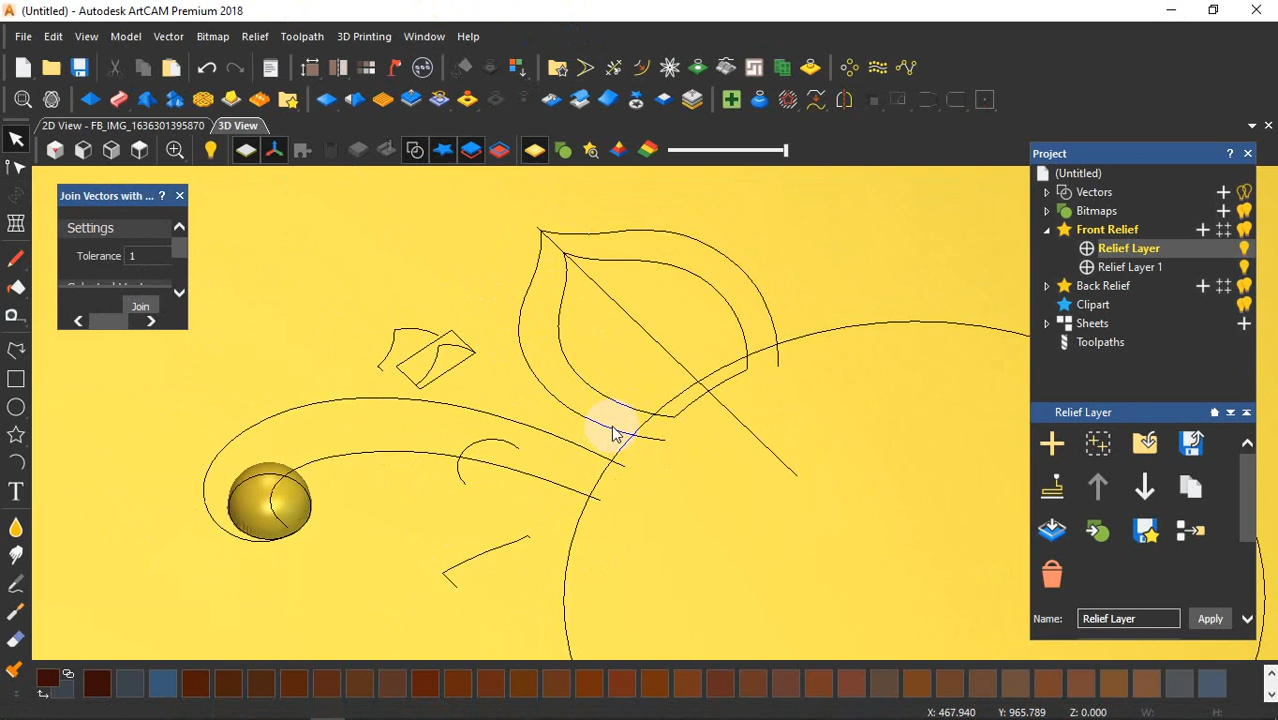 (Untitled) - Autodesk ArtCAM Premium 2018
File Edit View Model Vector Bitmap Relief Toolpath 3D Printing Window Help
2D View - FB_IMG_1636301395870 3D View
Join Vectors with ... ?
Settings
Tolerance 1
Join
Project ?
(Untitled)
Vectors
Bitmaps
Front Relief
Relief Layer
Relief Layer 1
Back Relief
Clipart
Sheets
Toolpaths
Relief Layer
Name: Relief Layer Apply
X: 467.940 Y: 965.789 Z: 0.000 W: H: